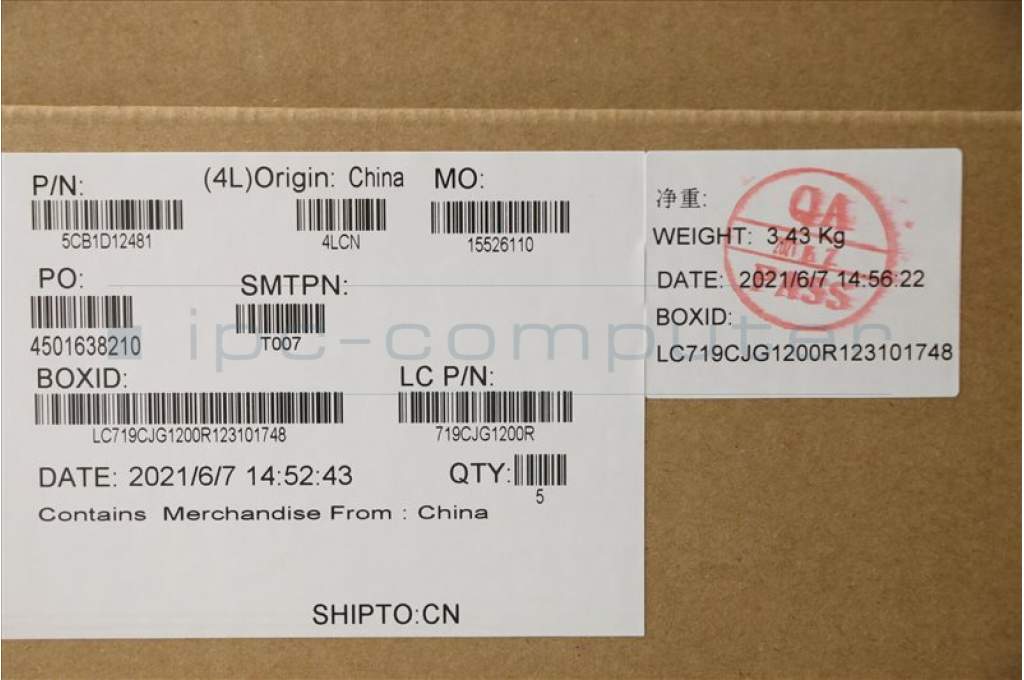 P/N: (4L)Origin: China MO:
5CB1D12481 4LCN 15526110
PO: SMTPN:
4501638210 T007
BOXID: LC P/N:
LC719CJG1200R123101748 719CJG1200R
DATE: 2021/6/7 14:52:43 QTY:
5
Contains Merchandise From : China
SHIPTO:CN
净重:
WEIGHT: 3.43 Kg
DATE: 2021/6/7 14:56:22
BOXID:
LC719CJG1200R123101748
QA
PASS
ipc-computer